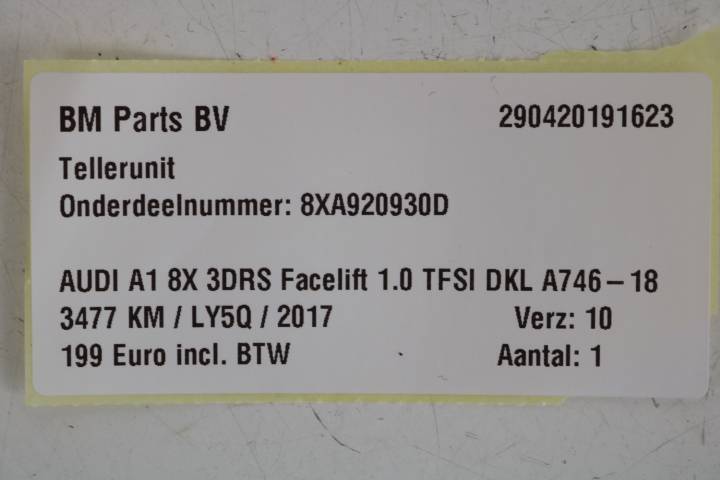 BM Parts BV 290420191623
Tellerunit
Onderdeelnummer: 8XA920930D
AUDI A1 8X 3DRS Facelift 1.0 TFSI DKL A746-18
3477 KM / LY5Q / 2017 Verz: 10
199 Euro incl. BTW Aantal: 1